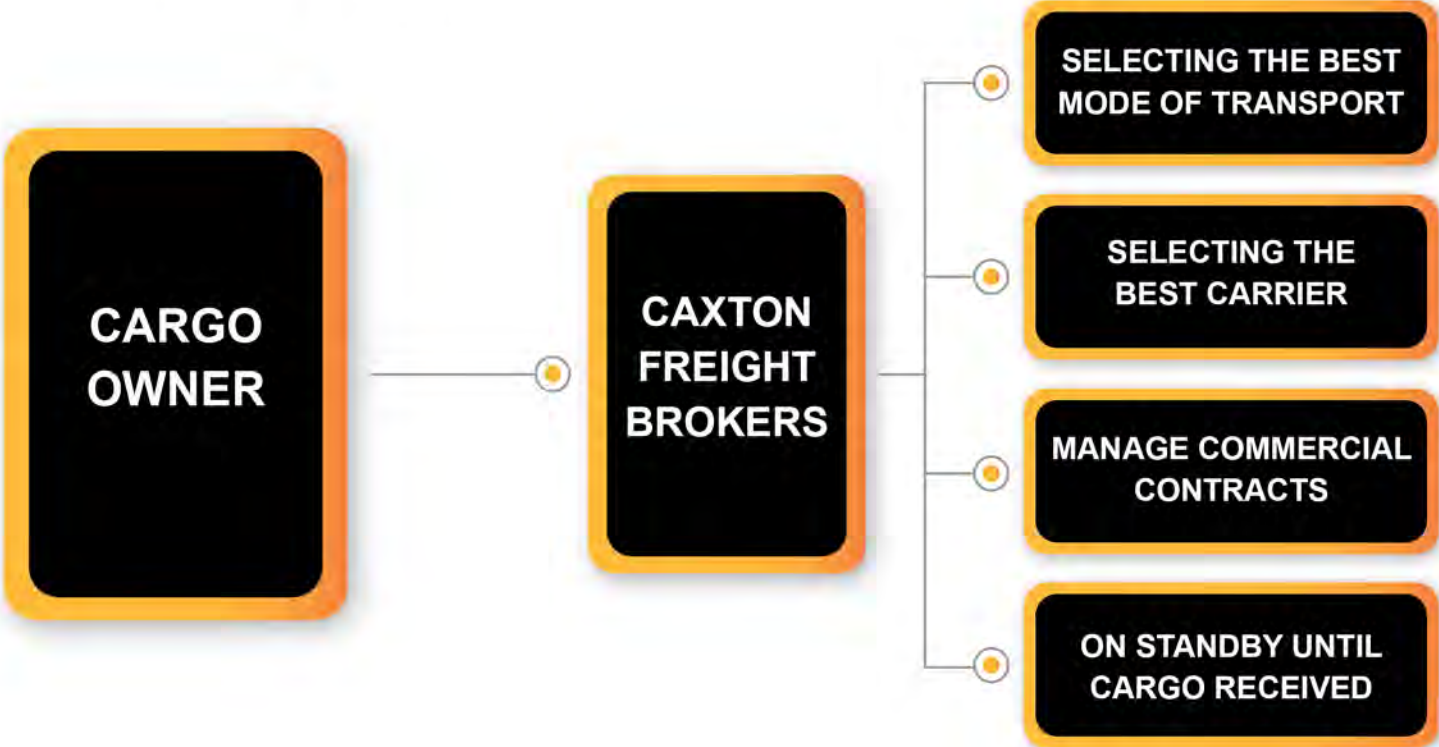 CARGO
OWNER
CAXTON
FREIGHT
BROKERS
SELECTING THE BEST
MODE OF TRANSPORT
SELECTING THE
BEST CARRIER
MANAGE COMMERCIAL
CONTRACTS
ON STANDBY UNTIL
CARGO RECEIVED